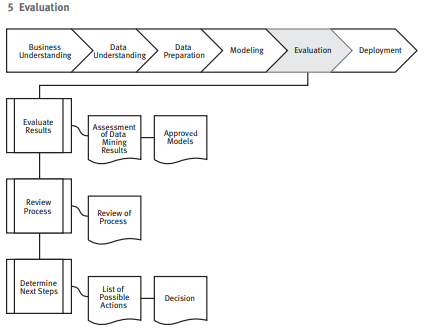 5 Evaluation
Business
Understanding
Data
Understanding
Data
Preparation
Modeling
Evaluation
Deployment
Evaluate
Results
Assessment
of Data
Mining
Results
Approved
Models
Review
Process
Review of
Process
Determine
Next Steps
List of
Possible
Actions
Decision